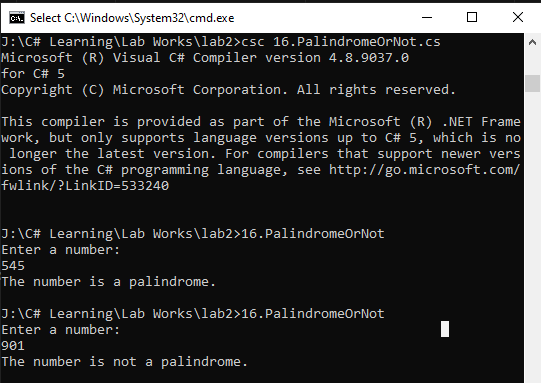 Select C:\Windows\System32\cmd.exe
J:\C# Learning\Lab Works\lab2>csc 16.PalindromeOrNot.cs
Microsoft (R) Visual C# Compiler version 4.8.9037.0
for C# 5
Copyright (C) Microsoft Corporation. All rights reserved.
This compiler is provided as part of the Microsoft (R) .NET Frame
work, but only supports language versions up to C# 5, which is no
 longer the latest version. For compilers that support newer vers
ions of the C# programming language, see http://go.microsoft.com/
fwlink/?LinkID=533240
J:\C# Learning\Lab Works\lab2>16.PalindromeOrNot
Enter a number:
545
The number is a palindrome.
J:\C# Learning\Lab Works\lab2>16.PalindromeOrNot
Enter a number:
901
The number is not a palindrome.